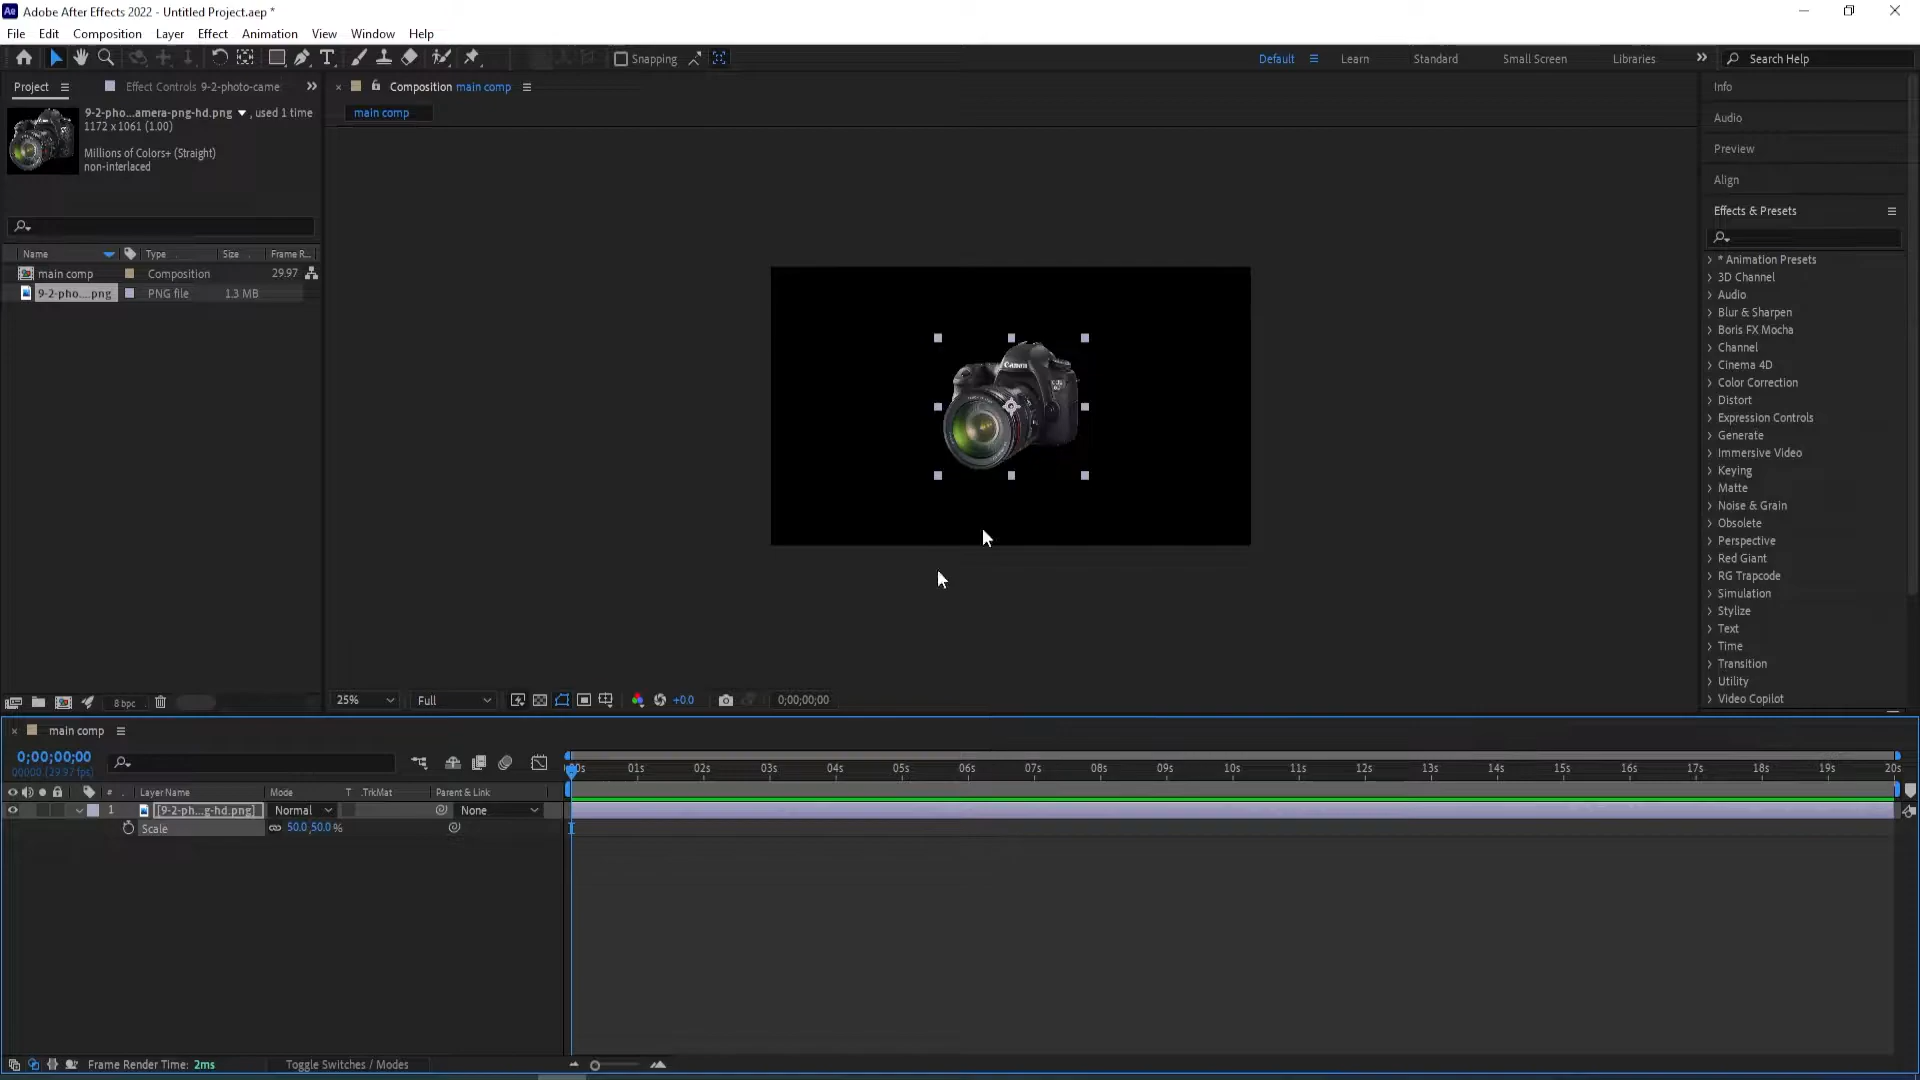 Ae Adobe After Effects 2022 - Untitled Project.aep *
File Edit Composition Layer Effect Animation View Window Help
Snapping
Default Learn Standard Small Screen Libraries Search Help
Project Effect Controls 9-2-photo-came
Composition main comp
main comp
9-2-pho...amera-png-hd.png , used 1 time
1172 x 1061 (1.00)
Millions of Colors+ (Straight)
non-interlaced
Name Type Size Frame R...
main comp Composition 29.97
9-2-pho....png PNG file 1.3 MB
8 bpc
Canon
25% Full +0.0 0;00;00;00
Info
Audio
Preview
Align
Effects & Presets
* Animation Presets
3D Channel
Audio
Blur & Sharpen
Boris FX Mocha
Channel
Cinema 4D
Color Correction
Distort
Expression Controls
Generate
Immersive Video
Keying
Matte
Noise & Grain
Obsolete
Perspective
Red Giant
RG Trapcode
Simulation
Stylize
Text
Time
Transition
Utility
Video Copilot
main comp
0;00;00;00
00000 (29.97 fps)
00s 01s 02s 03s 04s 05s 06s 07s 08s 09s 10s 11s 12s 13s 14s 15s 16s 17s 18s 19s 20s
# Layer Name Mode T .TrkMat Parent & Link
1 [9-2-ph...g-hd.png] Normal None
Scale 50.0,50.0%
Frame Render Time: 2ms Toggle Switches / Modes